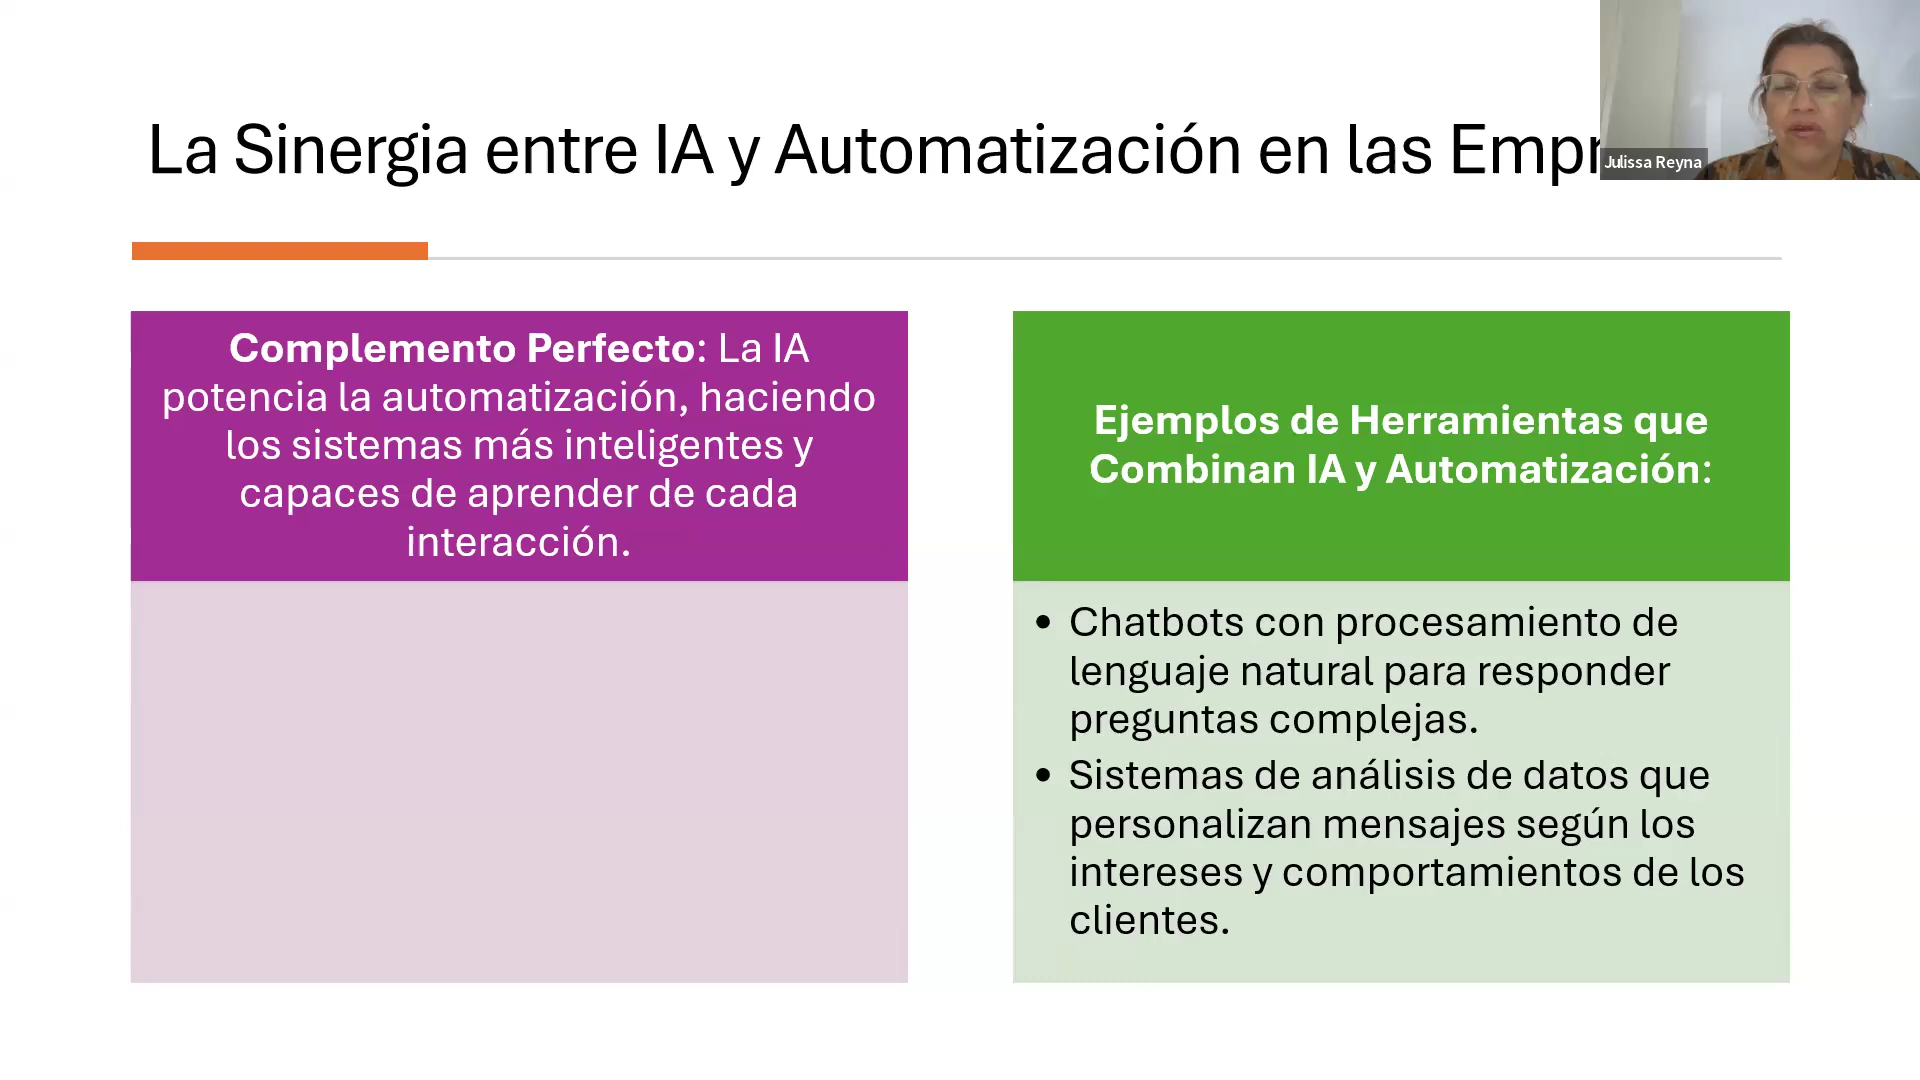 La Sinergia entre IA y Automatización en las Emp
Julissa Reyna
Complemento Perfecto: La IA
potencia la automatización, haciendo
los sistemas más inteligentes y
capaces de aprender de cada
interacción.
Ejemplos de Herramientas que
Combinan IA y Automatización:
• Chatbots con procesamiento de
lenguaje natural para responder
preguntas complejas.
• Sistemas de análisis de datos que
personalizan mensajes según los
intereses y comportamientos de los
clientes.